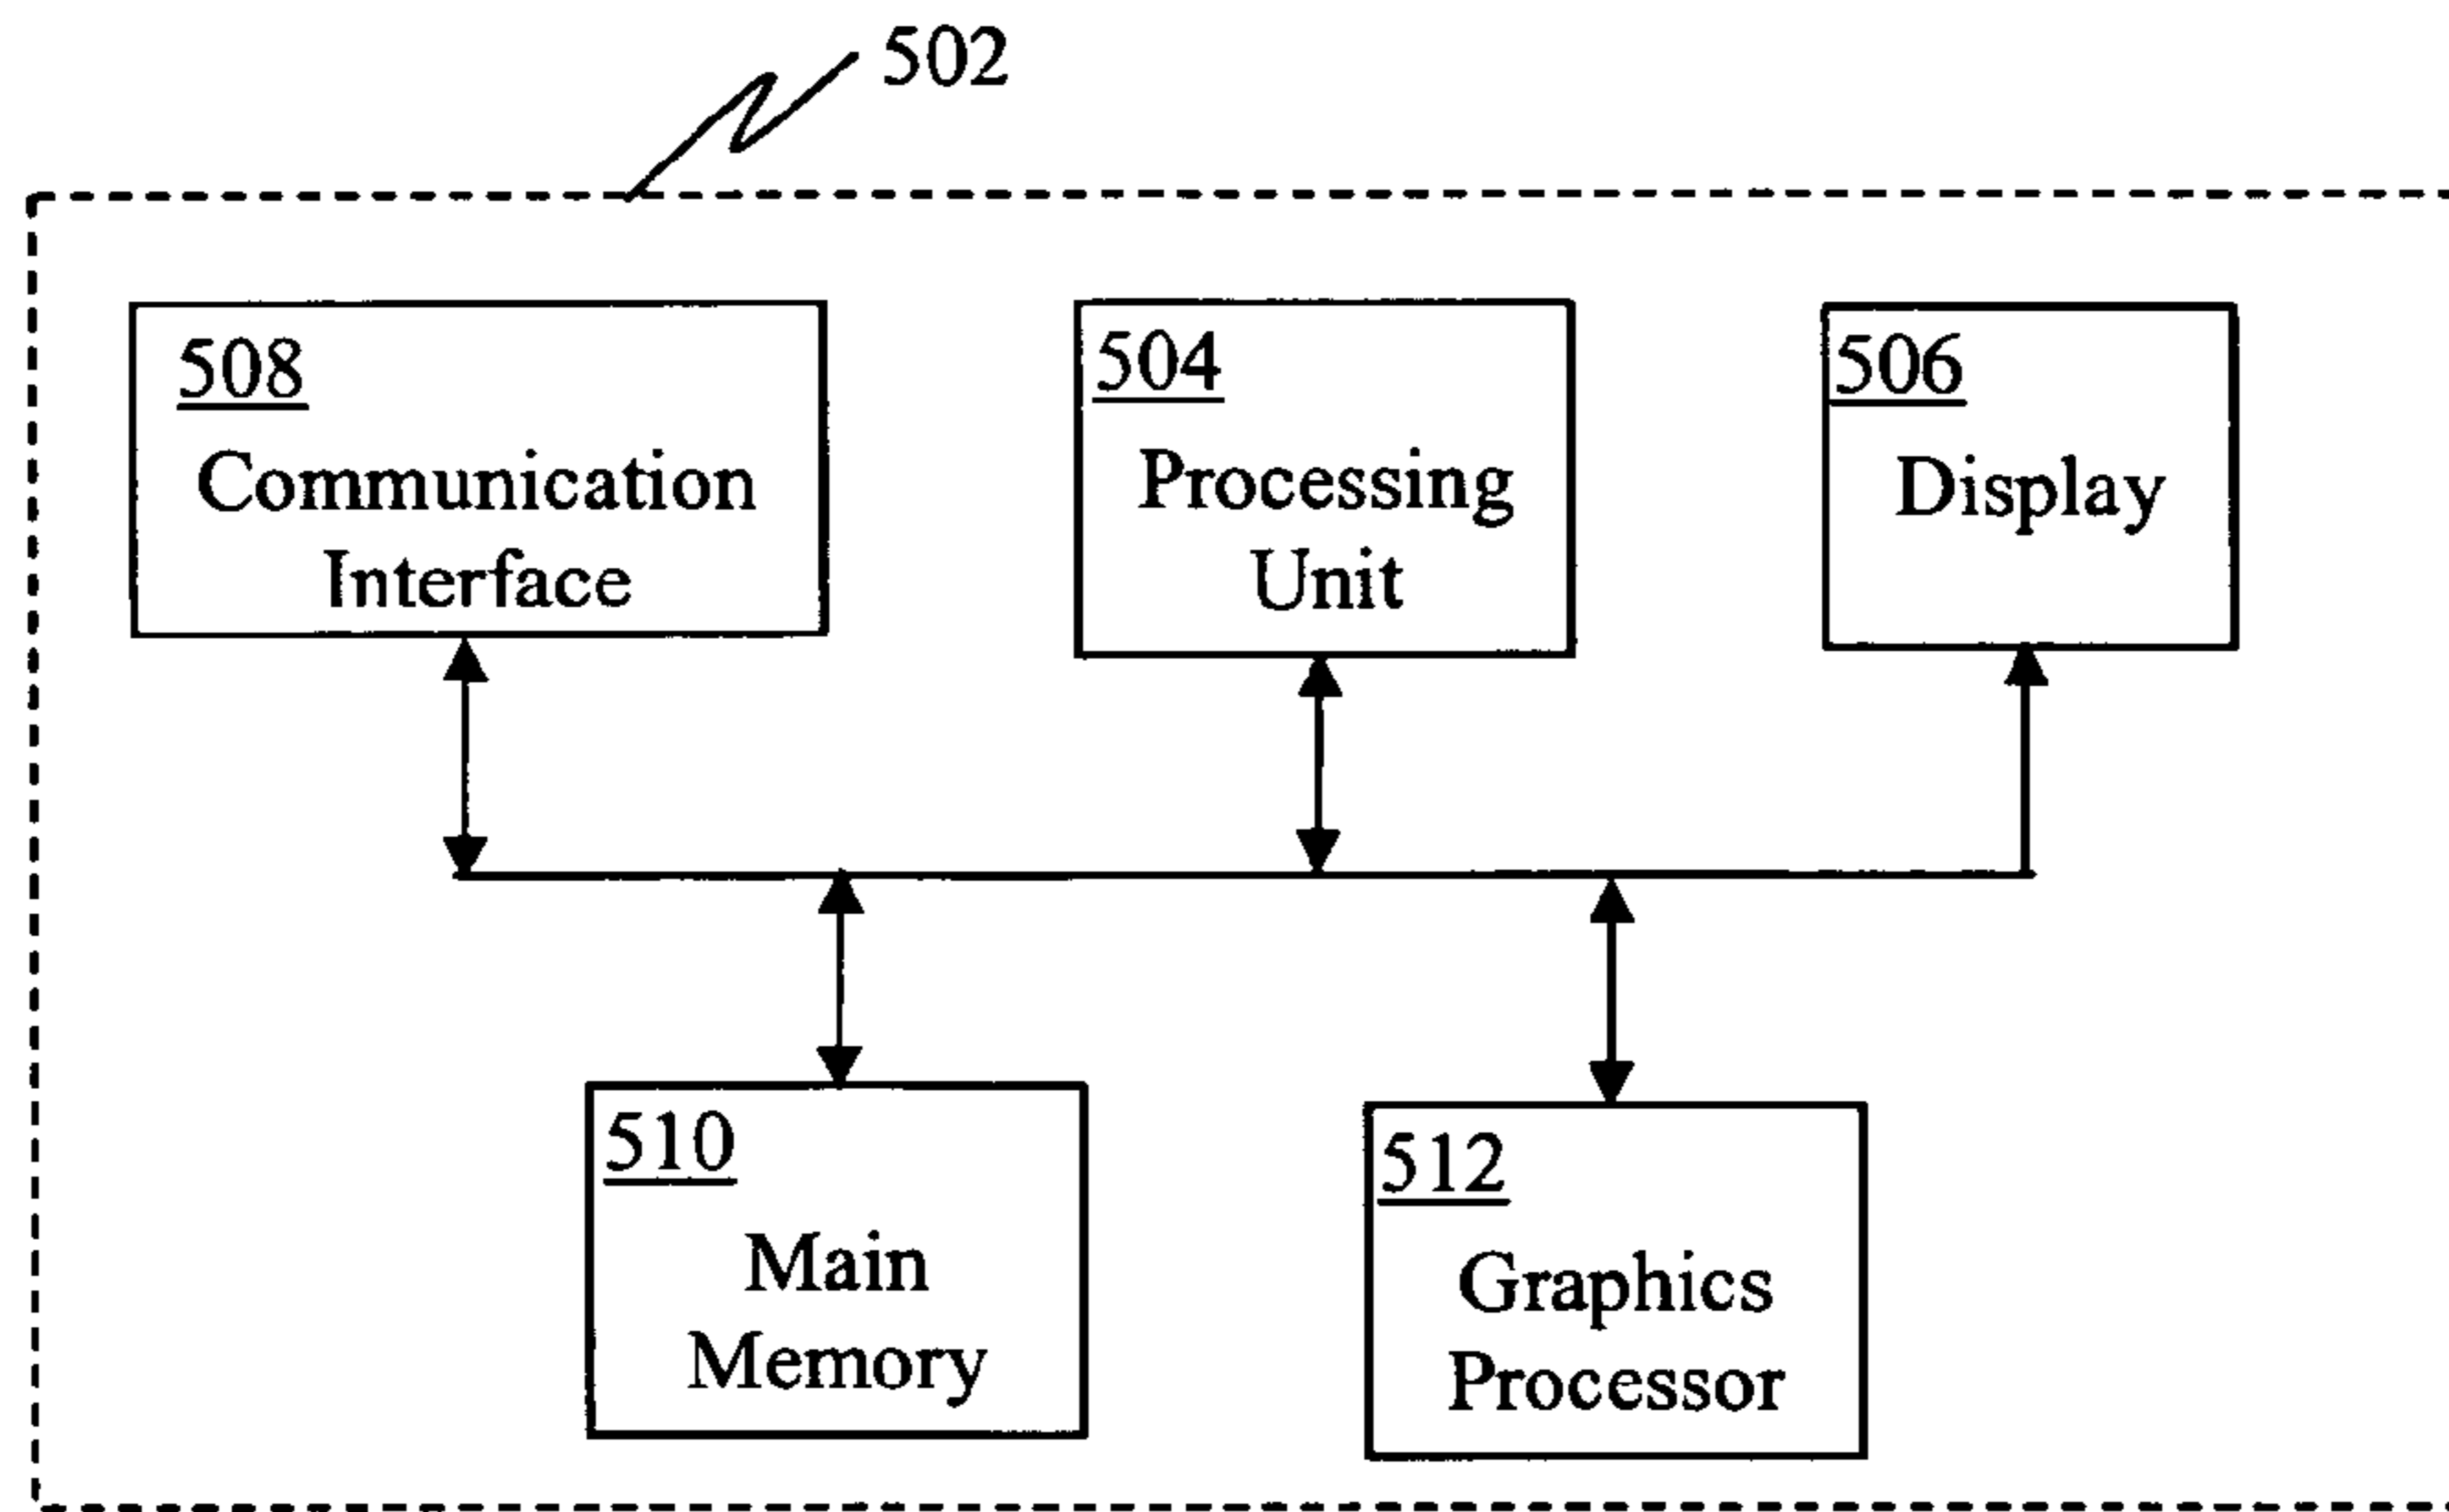 502
508
Communication
Interface
504
Processing
Unit
506
Display
510
Main
Memory
512
Graphics
Processor